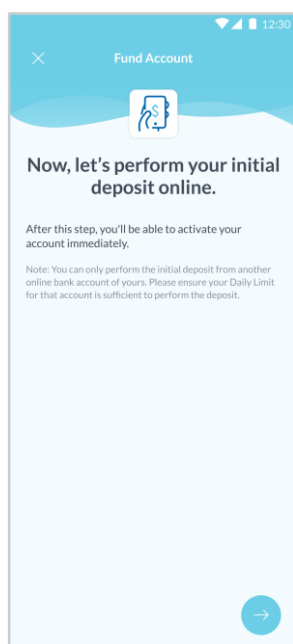 12:30
Fund Account
$
Now, let's perform your initial
deposit online.
After this step, you'll be able to activate your
account immediately.
Note: You can only perform the initial deposit from another
online bank account of yours. Please ensure your Daily Limit
for that account is sufficient to perform the deposit.